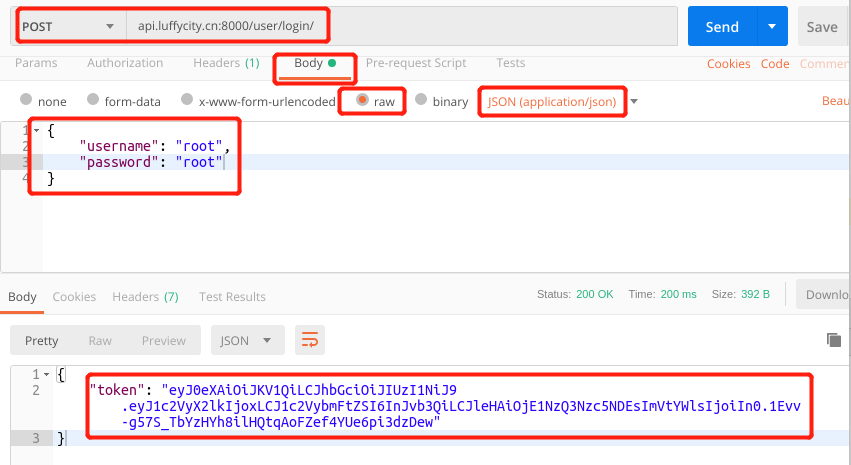 POST api.luffycity.cn:8000/user/login/ Send Save
Params Authorization Headers (1) Body Pre-request Script Tests Cookies Code Commen
none form-data x-www-form-urlencoded raw binary JSON (application/json) Beau
1 {
2 "username": "root",
3 "password": "root"
4 }
Body Cookies Headers (7) Test Results Status: 200 OK Time: 200 ms Size: 392 B Downlo
Pretty Raw Preview JSON
1 {
2 "token": "eyJ0eXAiOiJKV1QiLCJhbGciOiJIUzI1NiJ9
.eyJ1c2VyX2lkIjoxLCJ1c2VybmFtZSI6InJvb3QiLCJleHAiOjE1NzQ3Nzc5NDEsImVtYWlsIjoiIn0.1Evv
-g57S_TbYzHYh8ilHQtqAoFZef4YUe6pi3dzDew"
3 }